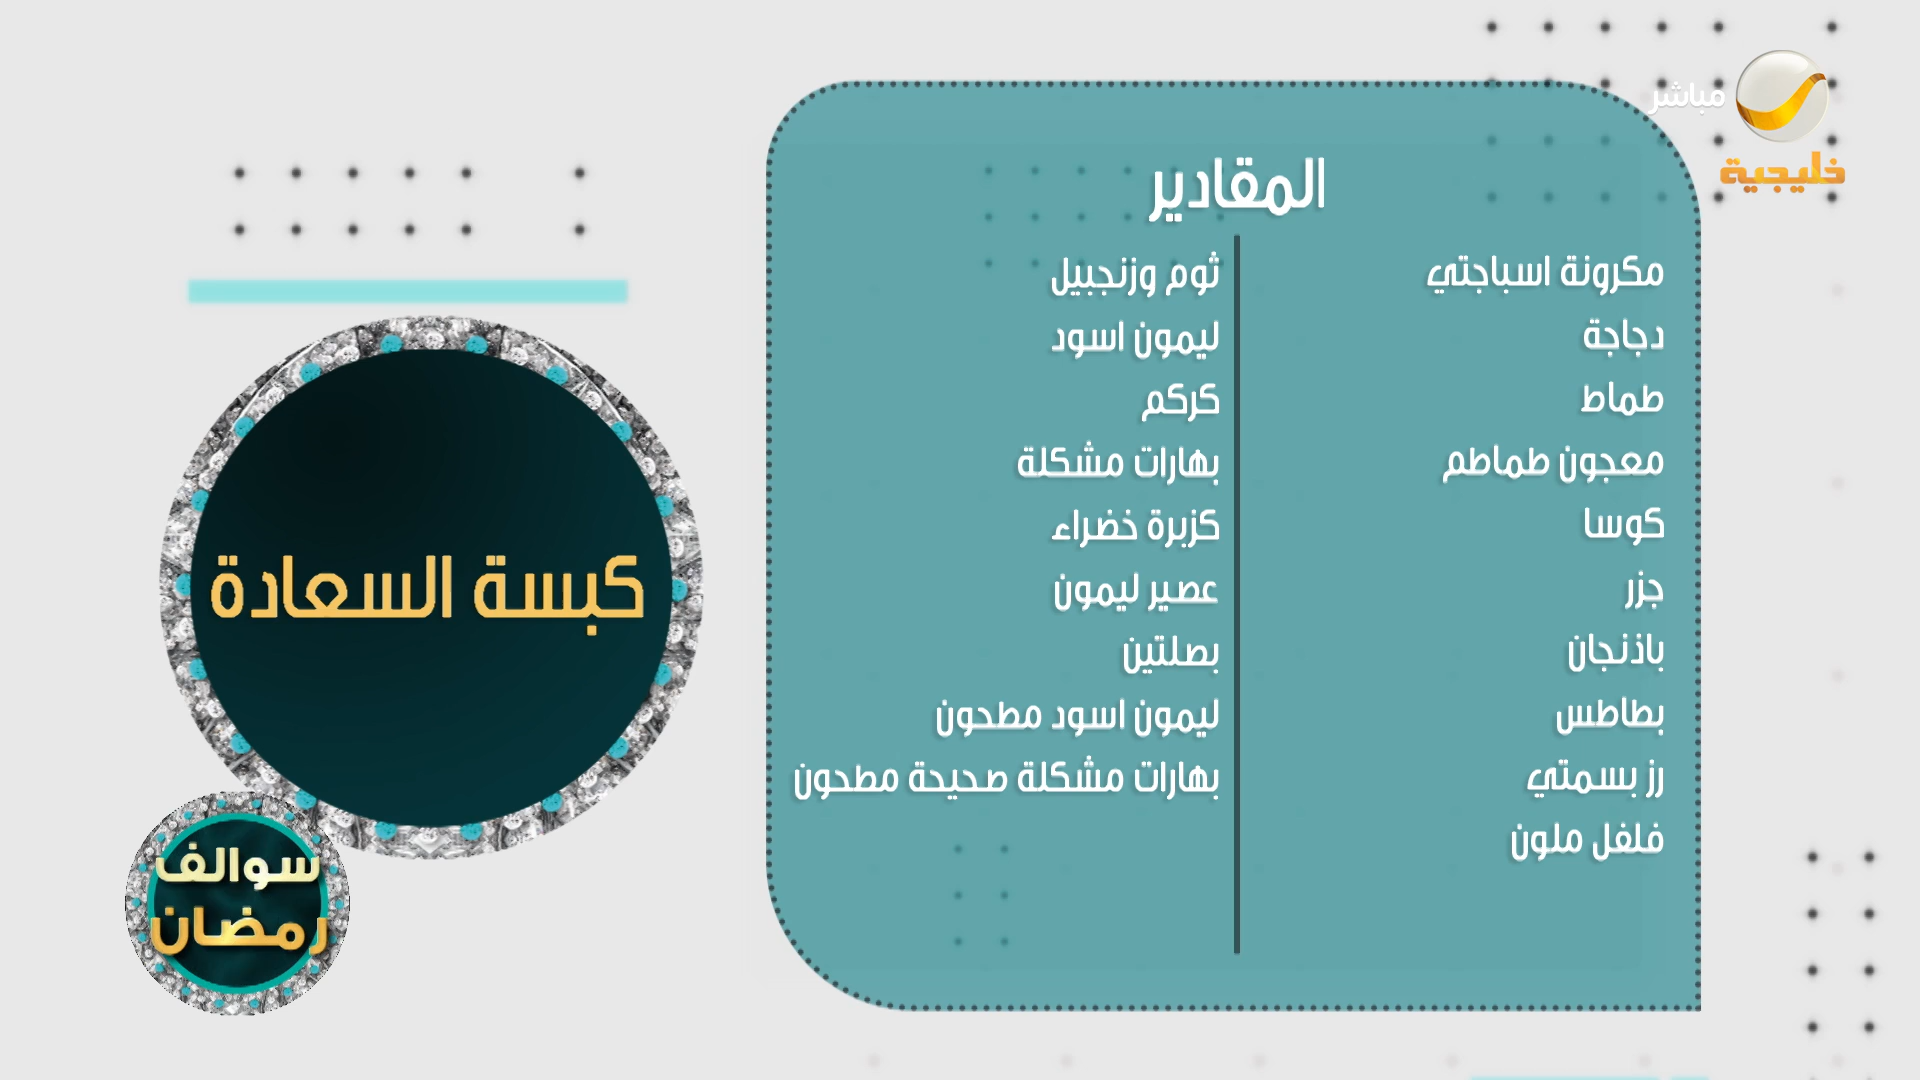 مباشر
خليجية
المقادير
مكرونة اسباجتي
دجاجة
طماط
معجون طماطم
كوسا
جزر
باذنجان
بطاطس
رز بسمتي
فلفل ملون
ثوم وزنجبيل
ليمون اسود
كركم
بهارات مشكلة
كزبرة خضراء
عصير ليمون
بصلتين
ليمون اسود مطحون
بهارات مشكلة صحيحة مطحون
كبسة السعادة
سوالف
رمضان